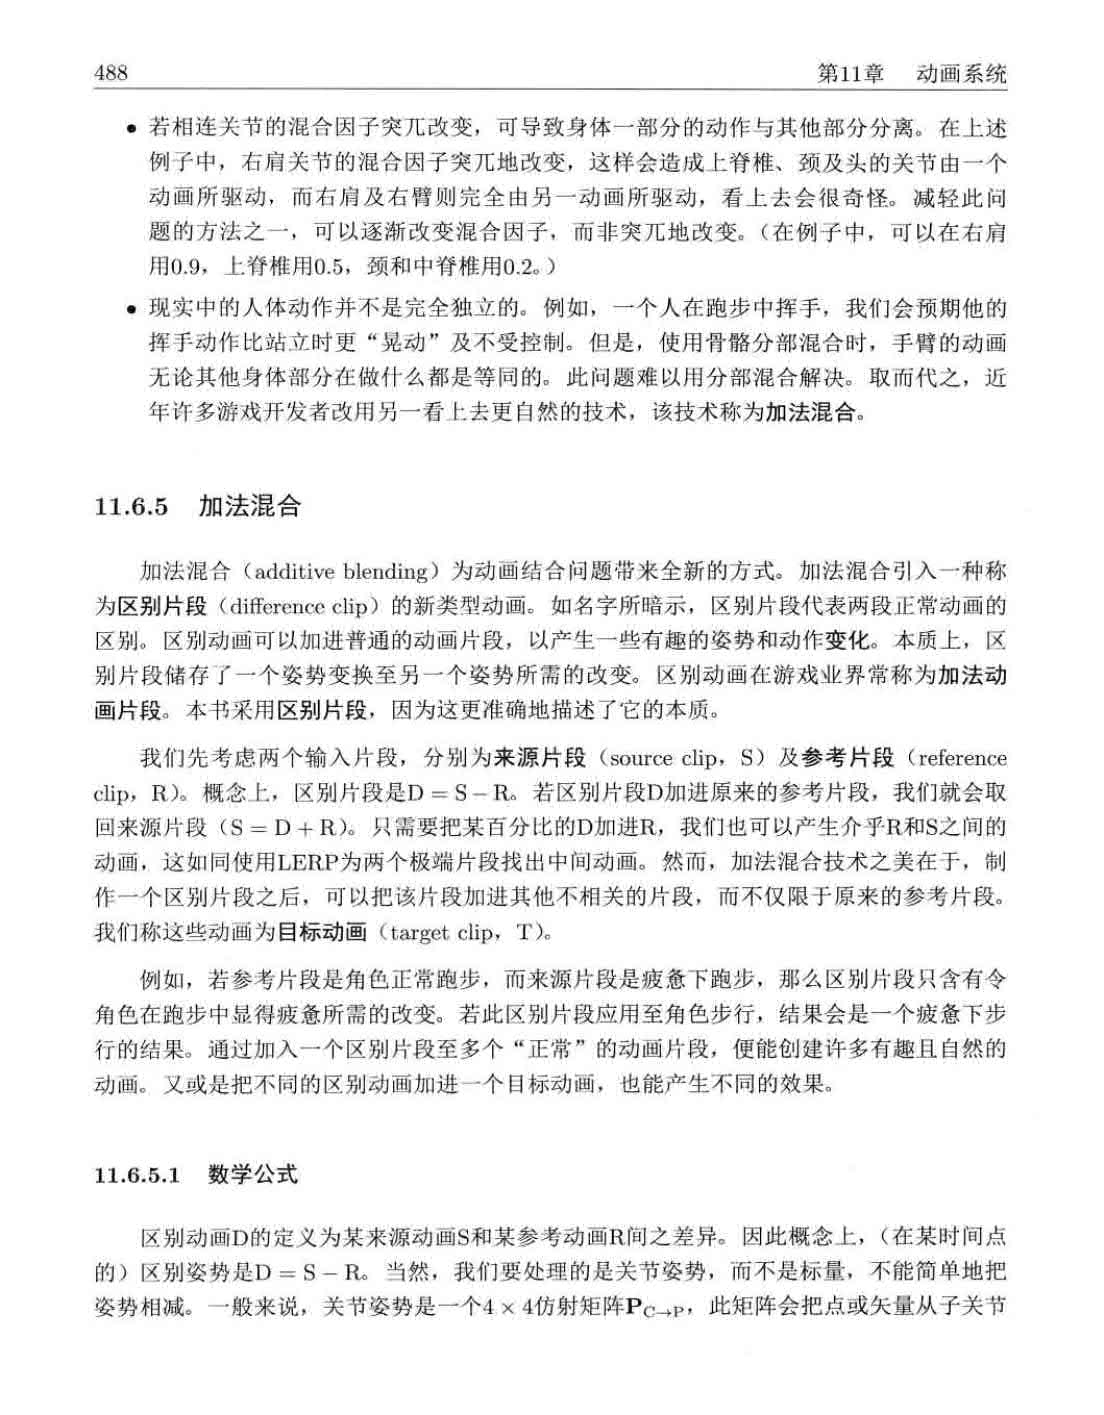 488
第11章 动画系统
• 若相连关节的混合因子突兀改变，可导致身体一部分的动作与其他部分分离。在上述
例子中，右肩关节的混合因子突兀地改变，这样会造成上脊椎、颈及头的关节由一个
动画所驱动，而右肩及右臂则完全由另一动画所驱动，看上去会很奇怪。减轻此问
题的方法之一，可以逐渐改变混合因子，而非突兀地改变。（在例子中，可以在右肩
用0.9，上脊椎用0.5，颈和中脊椎用0.2。）
• 现实中的人体动作并不是完全独立的。例如，一个人在跑步中挥手，我们会预期他的
挥手动作比站立时更“晃动”及不受控制。但是，使用骨骼分部混合时，手臂的动画
无论其他身体部分在做什么都是等同的。此问题难以用分部混合解决。取而代之，近
年许多游戏开发者改用另一看上去更自然的技术，该技术称为加法混合。
11.6.5 加法混合
加法混合（additive blending）为动画结合问题带来全新的方式。加法混合引入一种称
为区别片段（difference clip）的新类型动画。如名字所暗示，区别片段代表两段正常动画的
区别。区别动画可以加进普通的动画片段，以产生一些有趣的姿势和动作变化。本质上，区
别片段储存了一个姿势变换至另一个姿势所需的改变。区别动画在游戏业界常称为加法动
画片段。本书采用区别片段，因为这更准确地描述了它的本质。
我们先考虑两个输入片段，分别为来源片段（source clip，S）及参考片段（reference
clip，R）。概念上，区别片段是D = S − R。若区别片段D加进原来的参考片段，我们就会取
回来源片段（S = D + R）。只需要把某百分比的D加进R，我们也可以产生介乎R和S之间的
动画，这如同使用LERP为两个极端片段找出中间动画。然而，加法混合技术之美在于，制
作一个区别片段之后，可以把该片段加进其他不相关的片段，而不仅限于原来的参考片段。
我们称这些动画为目标动画（target clip，T）。
例如，若参考片段是角色正常跑步，而来源片段是疲惫下跑步，那么区别片段只含有令
角色在跑步中显得疲惫所需的改变。若此区别片段应用至角色步行，结果会是一个疲惫下步
行的结果。通过加入一个区别片段至多个“正常”的动画片段，便能创建许多有趣且自然的
动画。又或是把不同的区别动画加进一个目标动画，也能产生不同的效果。
11.6.5.1 数学公式
区别动画D的定义为某来源动画S和某参考动画R间之差异。因此概念上，（在某时间点
的）区别姿势是D = S − R。当然，我们要处理的是关节姿势，而不是标量，不能简单地把
姿势相减。一般来说，关节姿势是一个4 × 4仿射矩阵P_{C→P}，此矩阵会把点或矢量从子关节